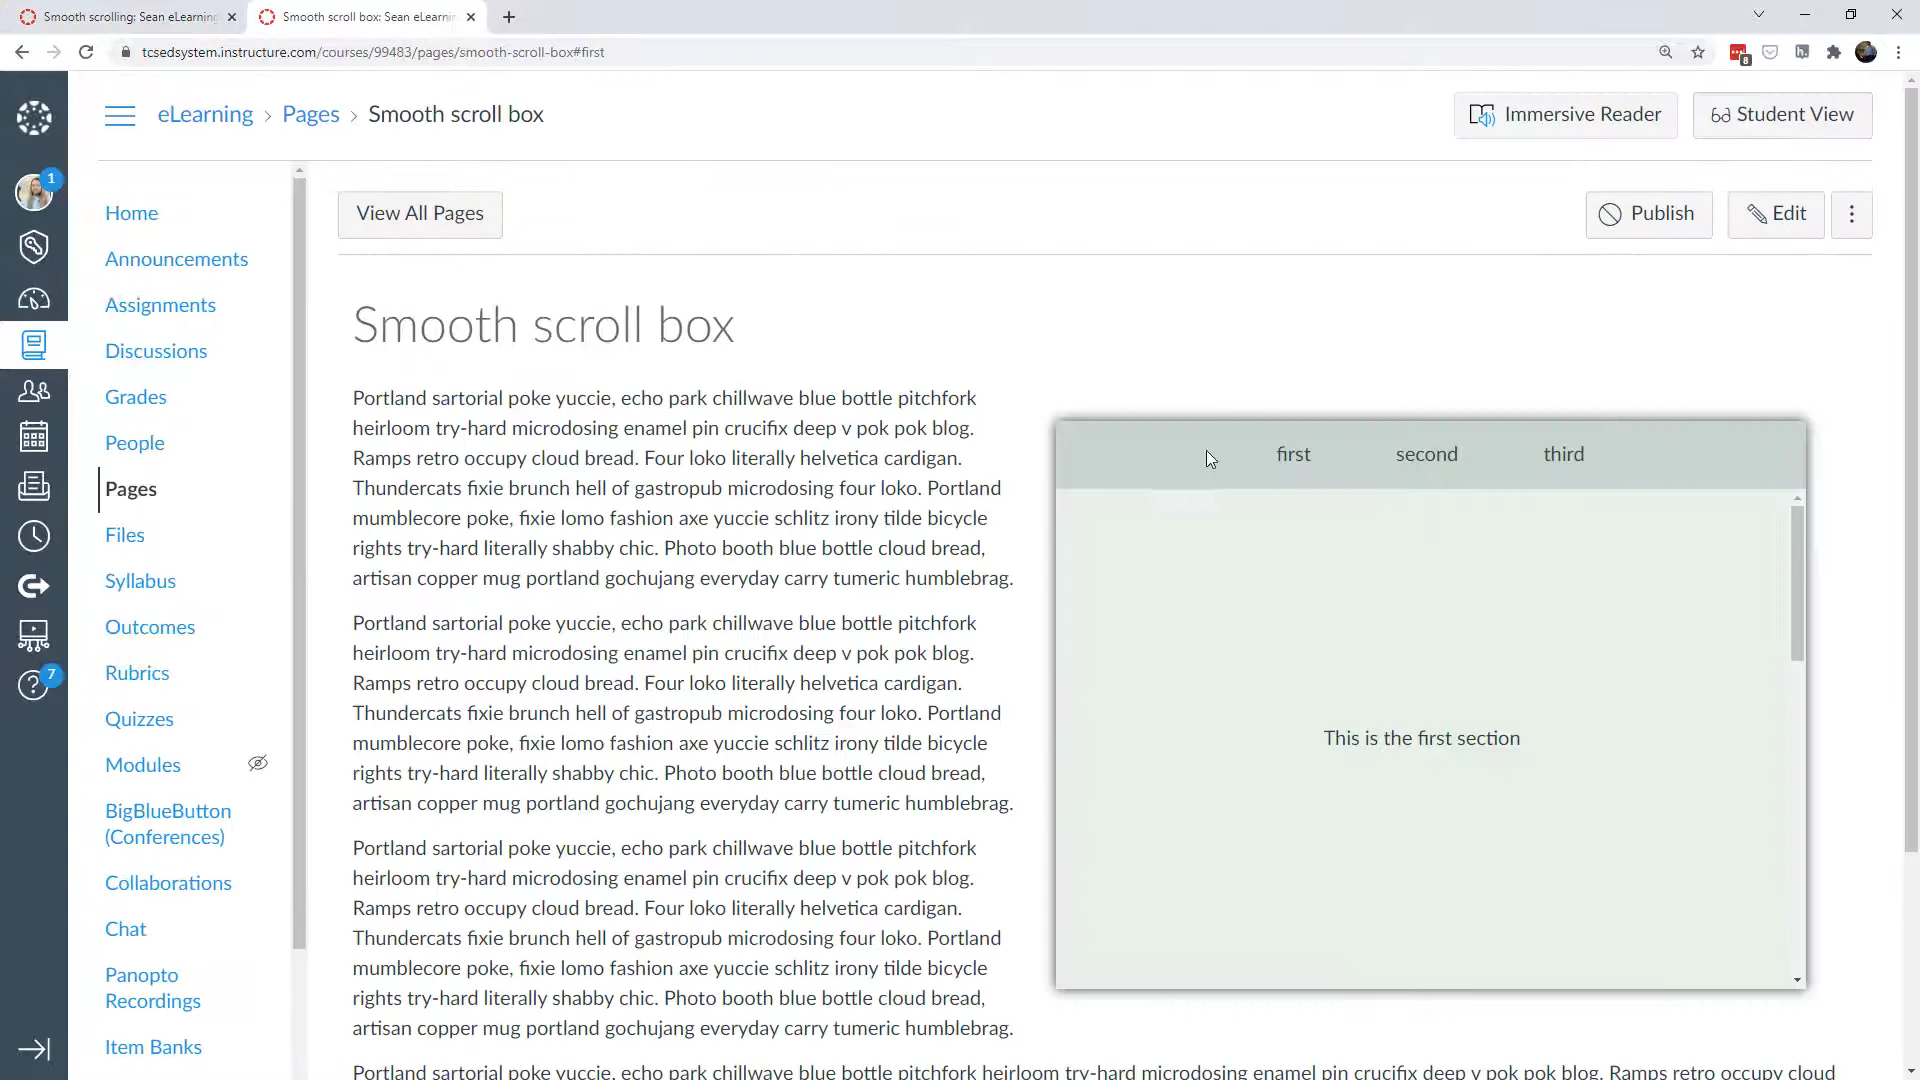 Smooth scrolling: Sean eLearning
Smooth scroll box: Sean eLearnin
tcsedsystem.instructure.com/courses/99483/pages/smooth-scroll-box#first
8
eLearning > Pages > Smooth scroll box
Immersive Reader
Student View
1
7
Home
Announcements
Assignments
Discussions
Grades
People
Pages
Files
Syllabus
Outcomes
Rubrics
Quizzes
Modules
BigBlueButton
(Conferences)
Collaborations
Chat
Panopto
Recordings
Item Banks
View All Pages
Publish
Edit
Smooth scroll box
Portland sartorial poke yuccie, echo park chillwave blue bottle pitchfork
heirloom try-hard microdosing enamel pin crucifix deep v pok pok blog.
Ramps retro occupy cloud bread. Four loko literally helvetica cardigan.
Thundercats fixie brunch hell of gastropub microdosing four loko. Portland
mumblecore poke, fixie lomo fashion axe yuccie schlitz irony tilde bicycle
rights try-hard literally shabby chic. Photo booth blue bottle cloud bread,
artisan copper mug portland gochujang everyday carry tumeric humblebrag.
Portland sartorial poke yuccie, echo park chillwave blue bottle pitchfork
heirloom try-hard microdosing enamel pin crucifix deep v pok pok blog.
Ramps retro occupy cloud bread. Four loko literally helvetica cardigan.
Thundercats fixie brunch hell of gastropub microdosing four loko. Portland
mumblecore poke, fixie lomo fashion axe yuccie schlitz irony tilde bicycle
rights try-hard literally shabby chic. Photo booth blue bottle cloud bread,
artisan copper mug portland gochujang everyday carry tumeric humblebrag.
Portland sartorial poke yuccie, echo park chillwave blue bottle pitchfork
heirloom try-hard microdosing enamel pin crucifix deep v pok pok blog.
Ramps retro occupy cloud bread. Four loko literally helvetica cardigan.
Thundercats fixie brunch hell of gastropub microdosing four loko. Portland
mumblecore poke, fixie lomo fashion axe yuccie schlitz irony tilde bicycle
rights try-hard literally shabby chic. Photo booth blue bottle cloud bread,
artisan copper mug portland gochujang everyday carry tumeric humblebrag.
Portland sartorial poke yuccie, echo park chillwave blue bottle pitchfork heirloom try-hard microdosing enamel pin crucifix deep v pok pok blog. Ramps retro occupy cloud
first second third
This is the first section